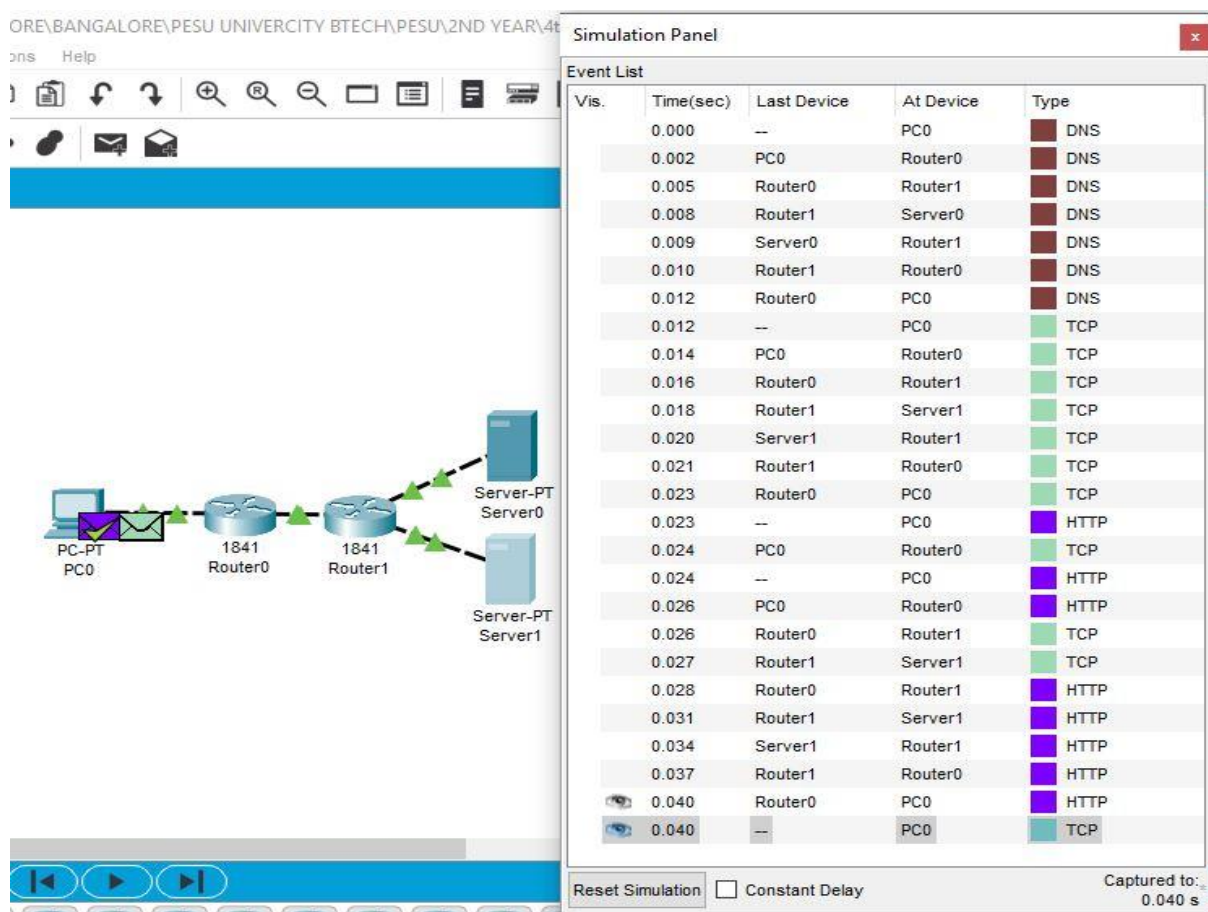 ORE\BANGALORE\PESU UNIVERCITY BTECH\PESU\2ND YEAR\4t
ons Help
Simulation Panel
x
Event List
Vis. Time(sec) Last Device At Device Type
0.000 -- PC0 DNS
0.002 PC0 Router0 DNS
0.005 Router0 Router1 DNS
0.008 Router1 Server0 DNS
0.009 Server0 Router1 DNS
0.010 Router1 Router0 DNS
0.012 Router0 PC0 DNS
0.012 -- PC0 TCP
0.014 PC0 Router0 TCP
0.016 Router0 Router1 TCP
0.018 Router1 Server1 TCP
0.020 Server1 Router1 TCP
0.021 Router1 Router0 TCP
0.023 Router0 PC0 TCP
0.023 -- PC0 HTTP
0.024 PC0 Router0 TCP
0.024 -- PC0 HTTP
0.026 PC0 Router0 HTTP
0.026 Router0 Router1 TCP
0.027 Router1 Server1 TCP
0.028 Router0 Router1 HTTP
0.031 Router1 Server1 HTTP
0.034 Server1 Router1 HTTP
0.037 Router1 Router0 HTTP
0.040 Router0 PC0 HTTP
0.040 -- PC0 TCP
Reset Simulation Constant Delay
Captured to:
0.040 s
PC-PT
PC0
1841
Router0
1841
Router1
Server-PT
Server0
Server-PT
Server1